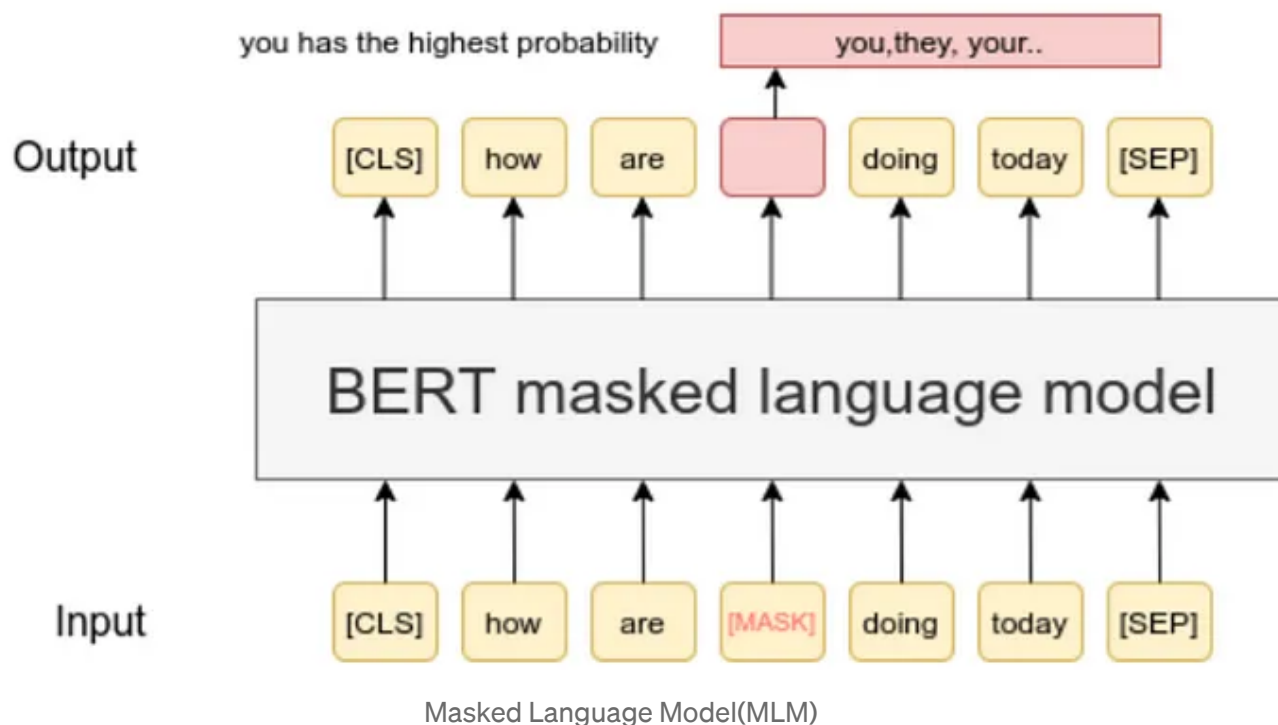 you has the highest probability
you,they, your..
Output
[CLS] how are doing today [SEP]
BERT masked language model
Input
[CLS] how are [MASK] doing today [SEP]
Masked Language Model(MLM)